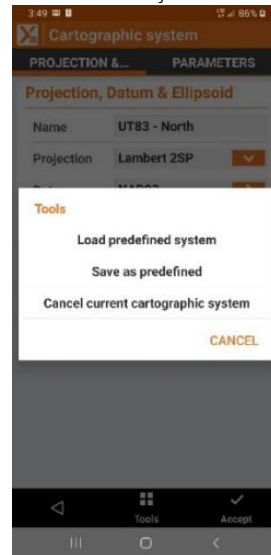 3:49
86%
Cartographic system
PROJECTION &... PARAMETERS
Projection, Datum & Ellipsoid
Name UT83 - North
Projection Lambert 2SP
Tools
Load predefined system
Save as predefined
Cancel current cartographic system
CANCEL
Tools Accept